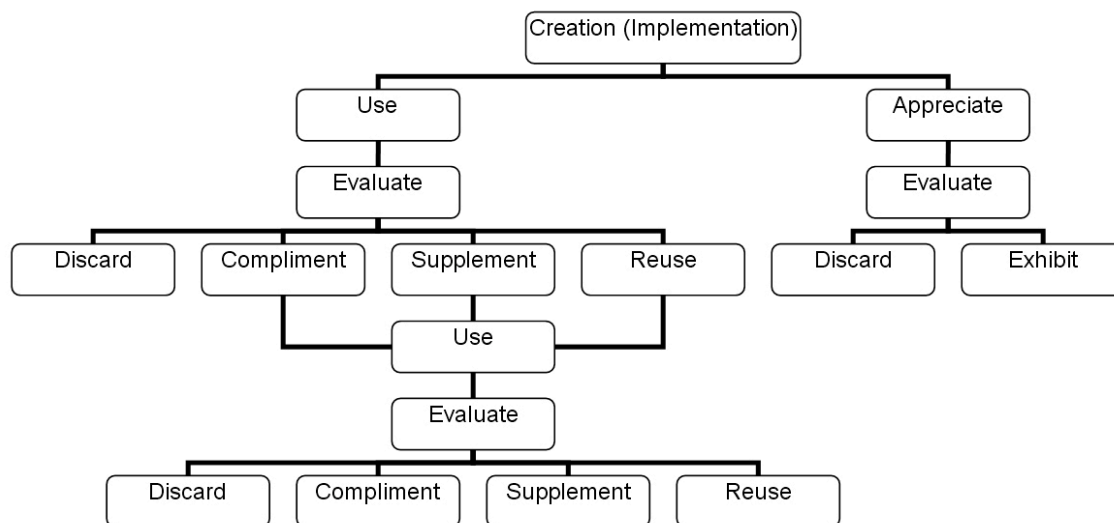 Creation (Implementation)
Use
Appreciate
Evaluate
Evaluate
Discard
Compliment
Supplement
Reuse
Discard
Exhibit
Use
Evaluate
Discard
Compliment
Supplement
Reuse